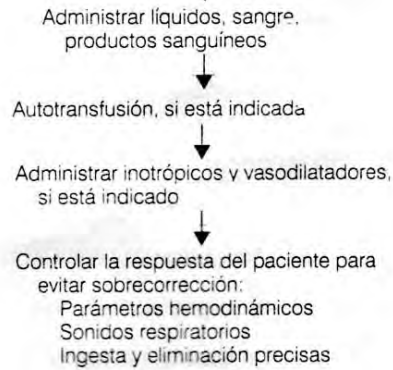 Administrar líquidos, sangre,
productos sanguíneos
Autotransfusión, si está indicada
Administrar inotrópicos y vasodilatadores,
si está indicado
Controlar la respuesta del paciente para
evitar sobrecorrección:
Parámetros hemodinámicos
Sonidos respiratorios
Ingesta y eliminación precisas